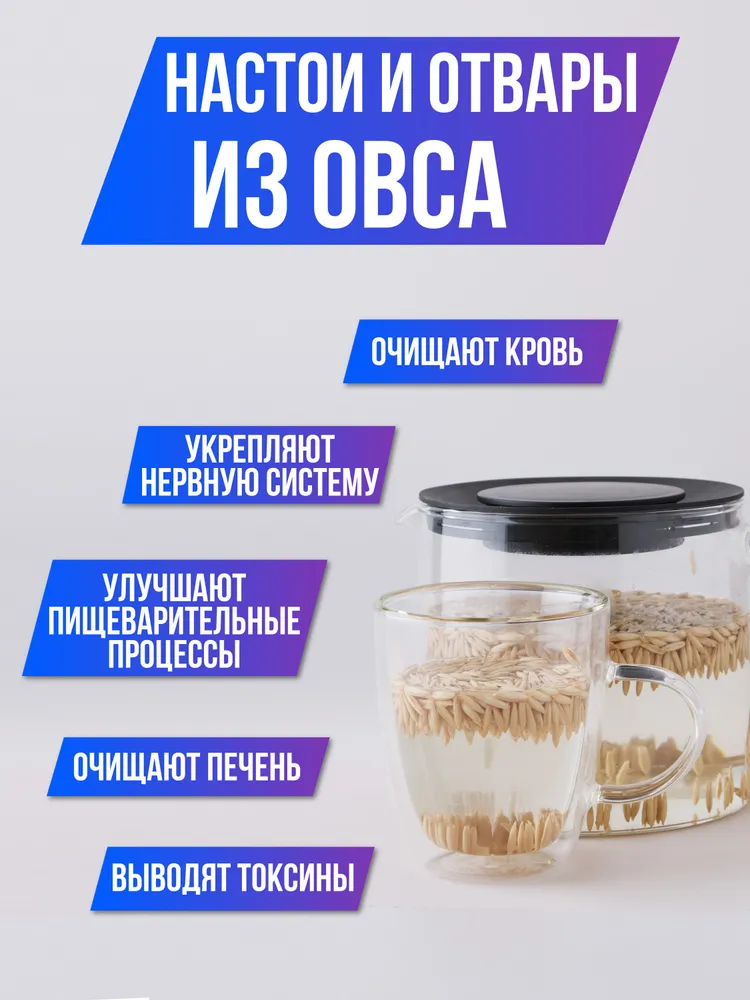 НАСТОИ И ОТВАРЫ
ИЗ ОВСА
ОЧИЩАЮТ КРОВЬ
УКРЕПЛЯЮТ
НЕРВНУЮ СИСТЕМУ
УЛУЧШАЮТ
ПИЩЕВАРИТЕЛЬНЫЕ
ПРОЦЕССЫ
ОЧИЩАЮТ ПЕЧЕНЬ
ВЫВОДЯТ ТОКСИНЫ